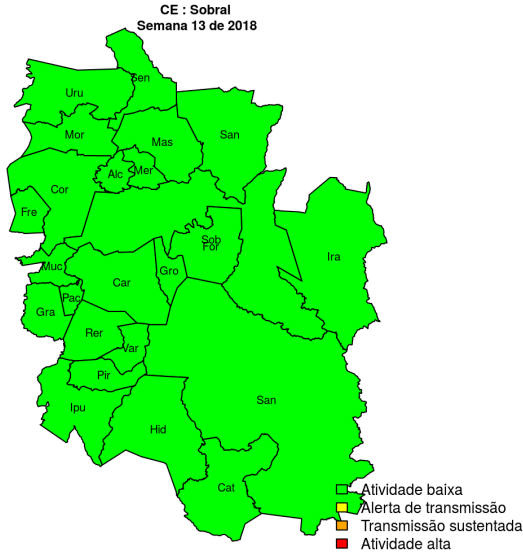 CE : Sobral
Semana 13 de 2018
Sen
Uru
Mor
Mas
San
Alc
Mer
Cor
Fre
Sob
For
Ira
Muc
Gro
Car
Pac
Gra
Rer
Var
Pir
San
Ipu
Hid
Cat
Atividade baixa
Alerta de transmissão
Transmissão sustentada
Atividade alta